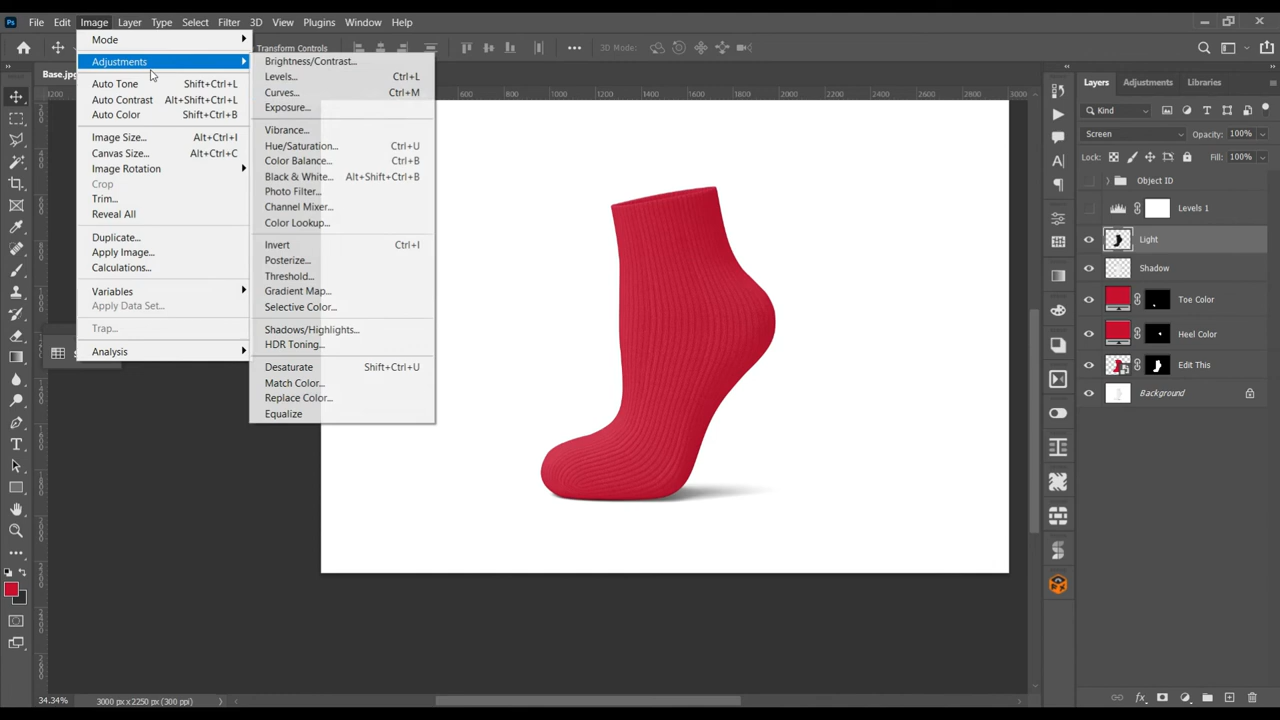 Ps File Edit Image Layer Type Select Filter 3D View Plugins Window Help
Transform Controls 3D Mode:
Base.jpg
Mode
Adjustments
Auto Tone Shift+Ctrl+L
Auto Contrast Alt+Shift+Ctrl+L
Auto Color Shift+Ctrl+B
Image Size... Alt+Ctrl+I
Canvas Size... Alt+Ctrl+C
Image Rotation
Crop
Trim...
Reveal All
Duplicate...
Apply Image...
Calculations...
Variables
Apply Data Set...
Trap...
Analysis
Brightness/Contrast...
Levels... Ctrl+L
Curves... Ctrl+M
Exposure...
Vibrance...
Hue/Saturation... Ctrl+U
Color Balance... Ctrl+B
Black & White... Alt+Shift+Ctrl+B
Photo Filter...
Channel Mixer...
Color Lookup...
Invert Ctrl+I
Posterize...
Threshold...
Gradient Map...
Selective Color...
Shadows/Highlights...
HDR Toning...
Desaturate Shift+Ctrl+U
Match Color...
Replace Color...
Equalize
1200 600 800 1000 1200 1400 1600 1800 2000 2200 2400 2600 2800 3000
Layers Adjustments Libraries
Kind
Screen Opacity: 100%
Lock: Fill: 100%
Object ID
Levels 1
Light
Shadow
Toe Color
Heel Color
Edit This
Background
34.34% 3000 px x 2250 px (300 ppi)